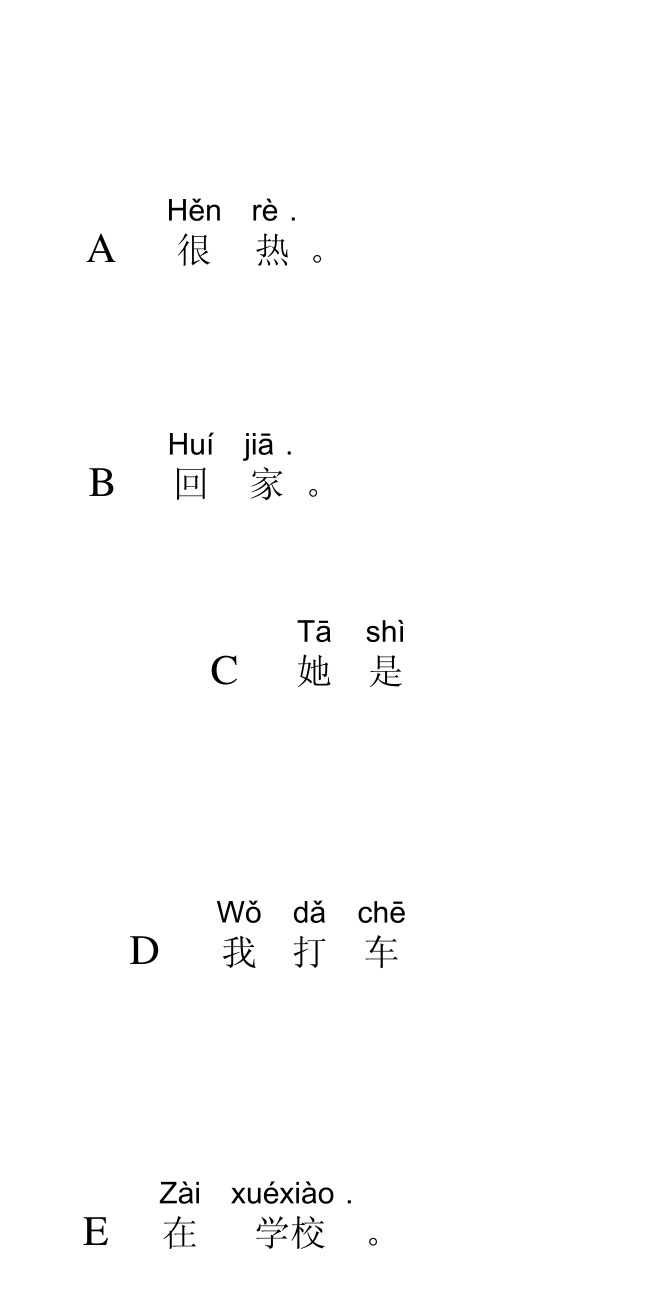 Hěn rè .
A 很 热 。
Huí jiā .
B 回 家 。
Tā shì
C 她 是
Wǒ dǎ chē
D 我 打 车
Zài xuéxiào .
E 在 学校 。